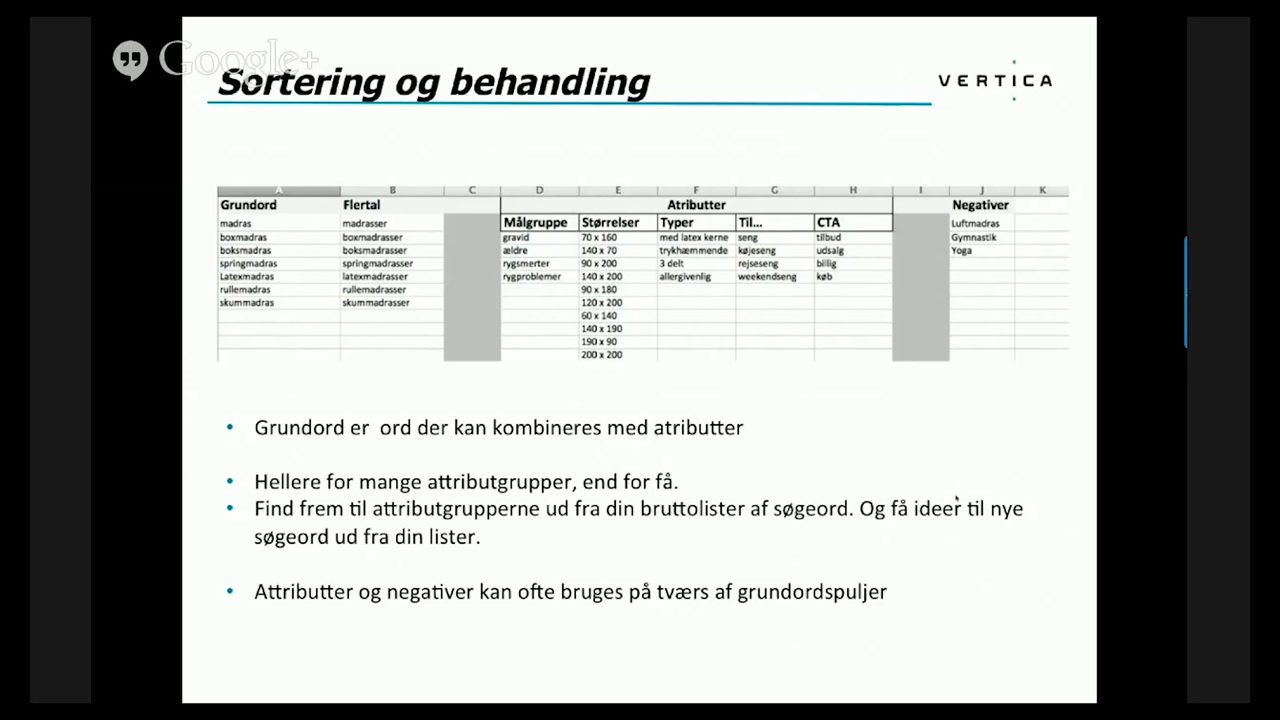 Google+
Sortering og behandling
VERTICA
A B C D E F G H I J K
Grundord Flertal Atributter Negativer
madras madrasser Målgruppe Størrelser Typer Til... CTA Luftmadras
boxmadras boxmadrasser gravid 70 x 160 med latex kerne seng tilbud Gymnastik
boksmadras boksmadrasser ældre 140 x 70 trykhæmmende køjeseng udsalg Yoga
springmadras springmadrasser rygsmerter 90 x 200 3 delt rejseseng billig
Latexmadras latexmadrasser rygproblemer 140 x 200 allergivenlig weekendseng køb
rullemadras rullemadrasser 90 x 180
skummadras skummadrasser 120 x 200
60 x 140
140 x 190
190 x 90
200 x 200
• Grundord er ord der kan kombineres med atributter
• Hellere for mange attributgrupper, end for få.
• Find frem til attributgrupperne ud fra din bruttolister af søgeord. Og få ideer til nye
søgeord ud fra din lister.
• Attributter og negativer kan ofte bruges på tværs af grundordspuljer